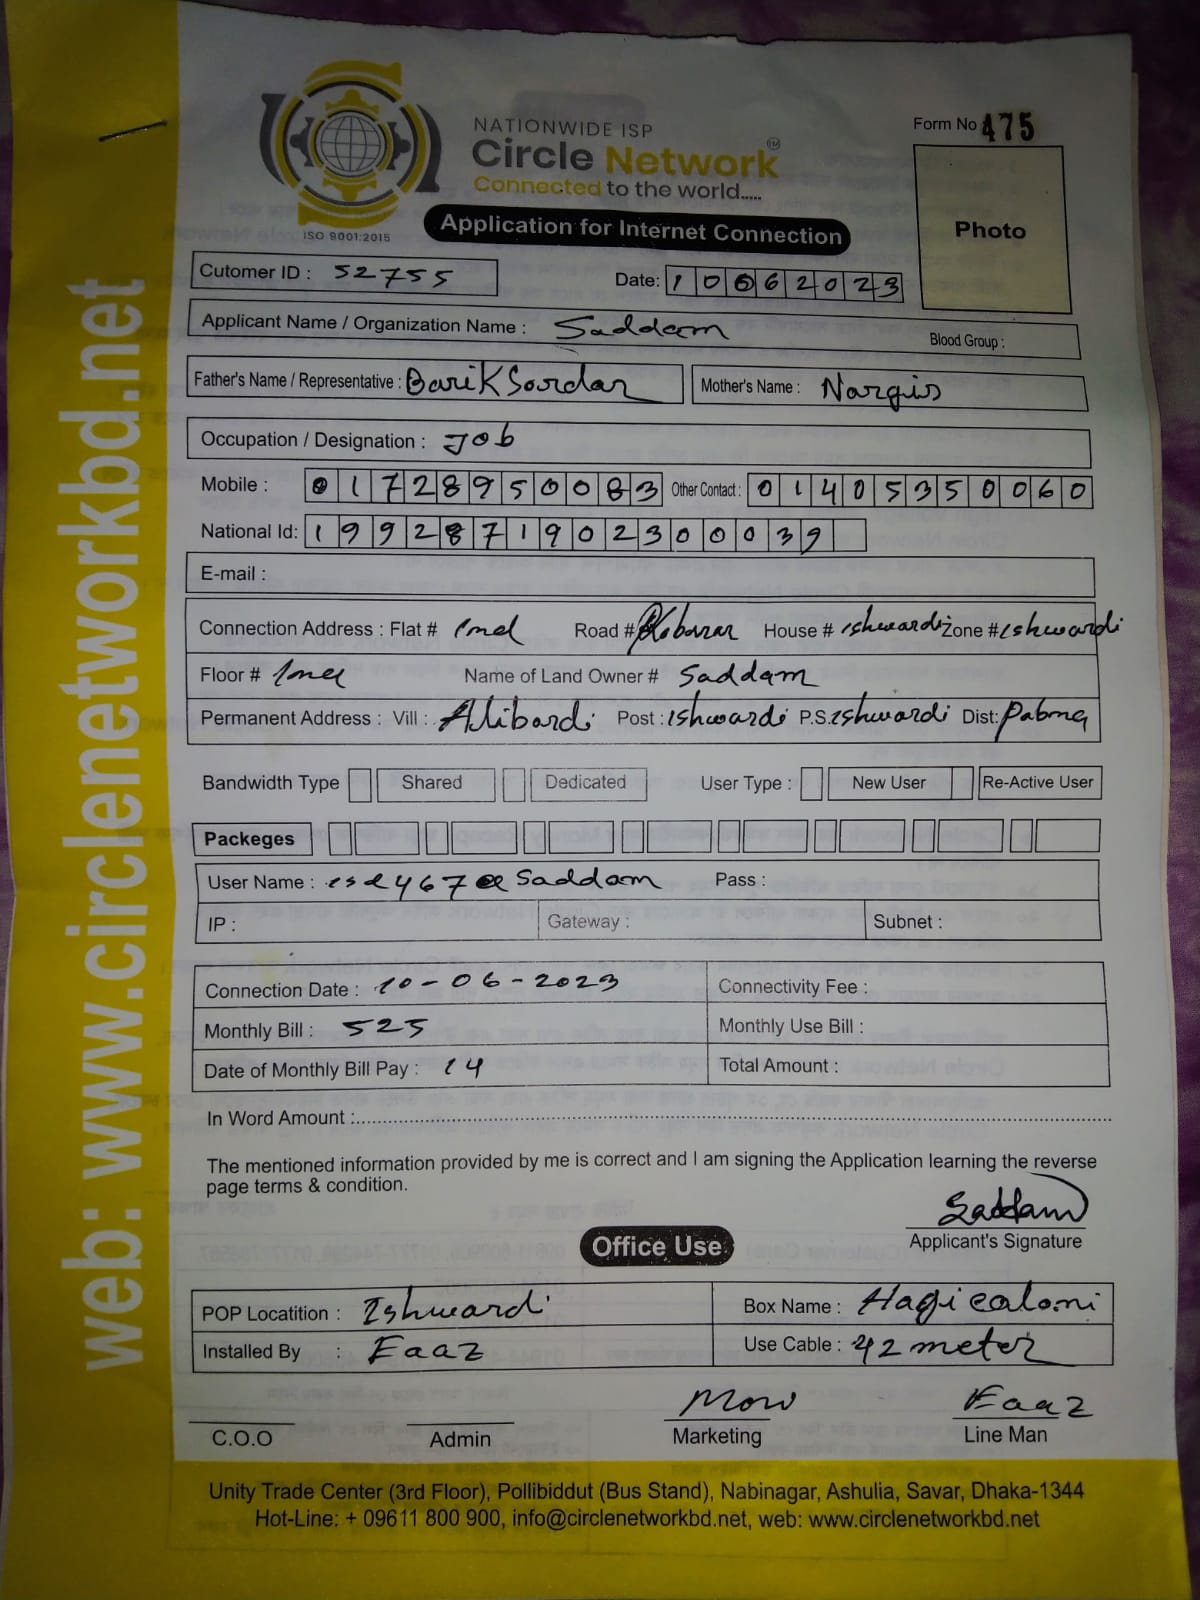 NATIONWIDE ISP
Circle Network TM
Connected to the world.....
ISO 9001:2015
Form No 475
Photo
Application for Internet Connection
Cutomer ID : 52755 Date: 10062023
Applicant Name / Organization Name : Saddam Blood Group :
Father's Name / Representative : Barik Sordar Mother's Name : Nargis
Occupation / Designation : Job
Mobile : 01728950083 Other Contact : 01405350060
National Id: 19928719023000039
E-mail :
Connection Address : Flat # Road # House # ishwardi Zone # ishwardi
Floor # Name of Land Owner # Saddam
Permanent Address : Vill : Alibardi Post : ishwardi P.S. ishwardi Dist: Pabna
Bandwidth Type Shared Dedicated User Type : New User Re-Active User
Packeges
User Name : Saddam Pass :
IP : Gateway : Subnet :
Connection Date : 10-06-2023 Connectivity Fee :
Monthly Bill : 525 Monthly Use Bill :
Date of Monthly Bill Pay : 14 Total Amount :
In Word Amount :
The mentioned information provided by me is correct and I am signing the Application learning the reverse
page terms & condition.
Saddam
Applicant's Signature
Office Use
POP Locatition : Ishwardi Box Name : Hagicaloni
Installed By : Eaaz Use Cable : 42 meter
Eaaz
C.O.O Admin Marketing Line Man
Unity Trade Center (3rd Floor), Pollibiddut (Bus Stand), Nabinagar, Ashulia, Savar, Dhaka-1344
Hot-Line: + 09611 800 900, info@circlenetworkbd.net, web: www.circlenetworkbd.net
web: www.circlenetworkbd.net